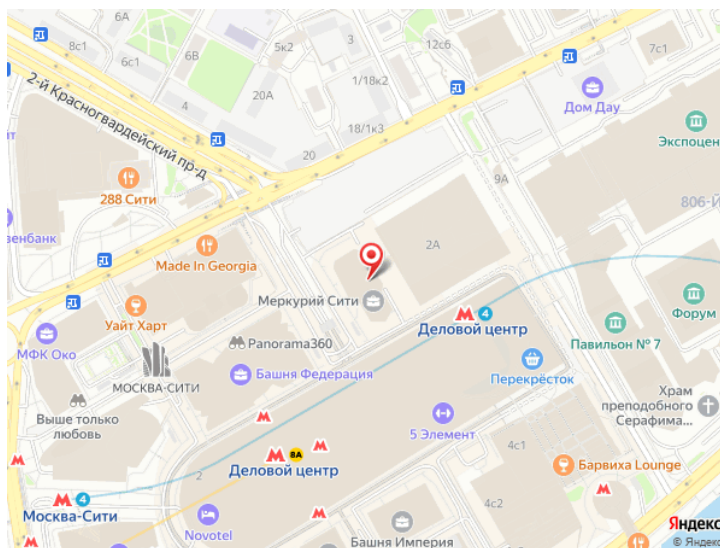 6А
8с1
6с1
6В
5к2
3
12с6
7с1
1/18к2
20А
4
18/1к3
20
2-й Красногвардейский пр-д
Дом Дау
Экспоцен
9А
806-Й
288 Сити
венбанк
Made In Georgia
2А
Меркурий Сити
Деловой центр
4
Форум
Павильон № 7
Уайт Харт
МФК Око
Panorama360
МОСКВА-СИТИ
Башня Федерация
Перекрёсток
Выше только
любовь
5 Элемент
Храм
преподобного
Серафима...
4с1
Барвиха Lounge
8А
Деловой центр
2
4
Москва-Сити
Novotel
4с2
Башня Империя
Яндекс
© Яндекс